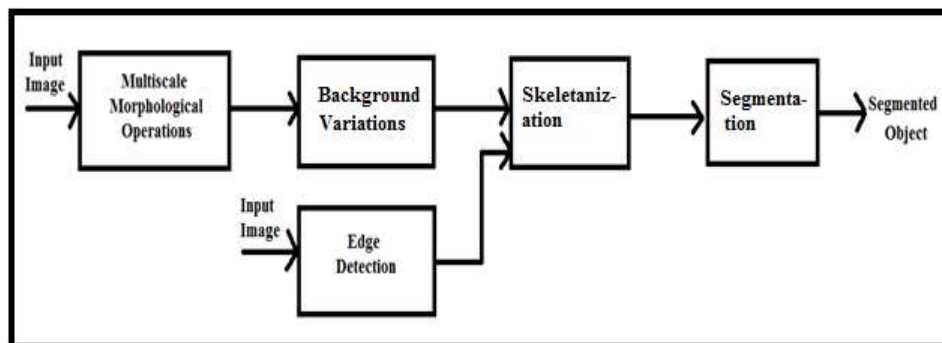 Input
Image
Multiscale
Morphological
Operations
Background
Variations
Skeletaniz-
ation
Segmenta-
tion
Segmented
Object
Input
Image
Edge
Detection